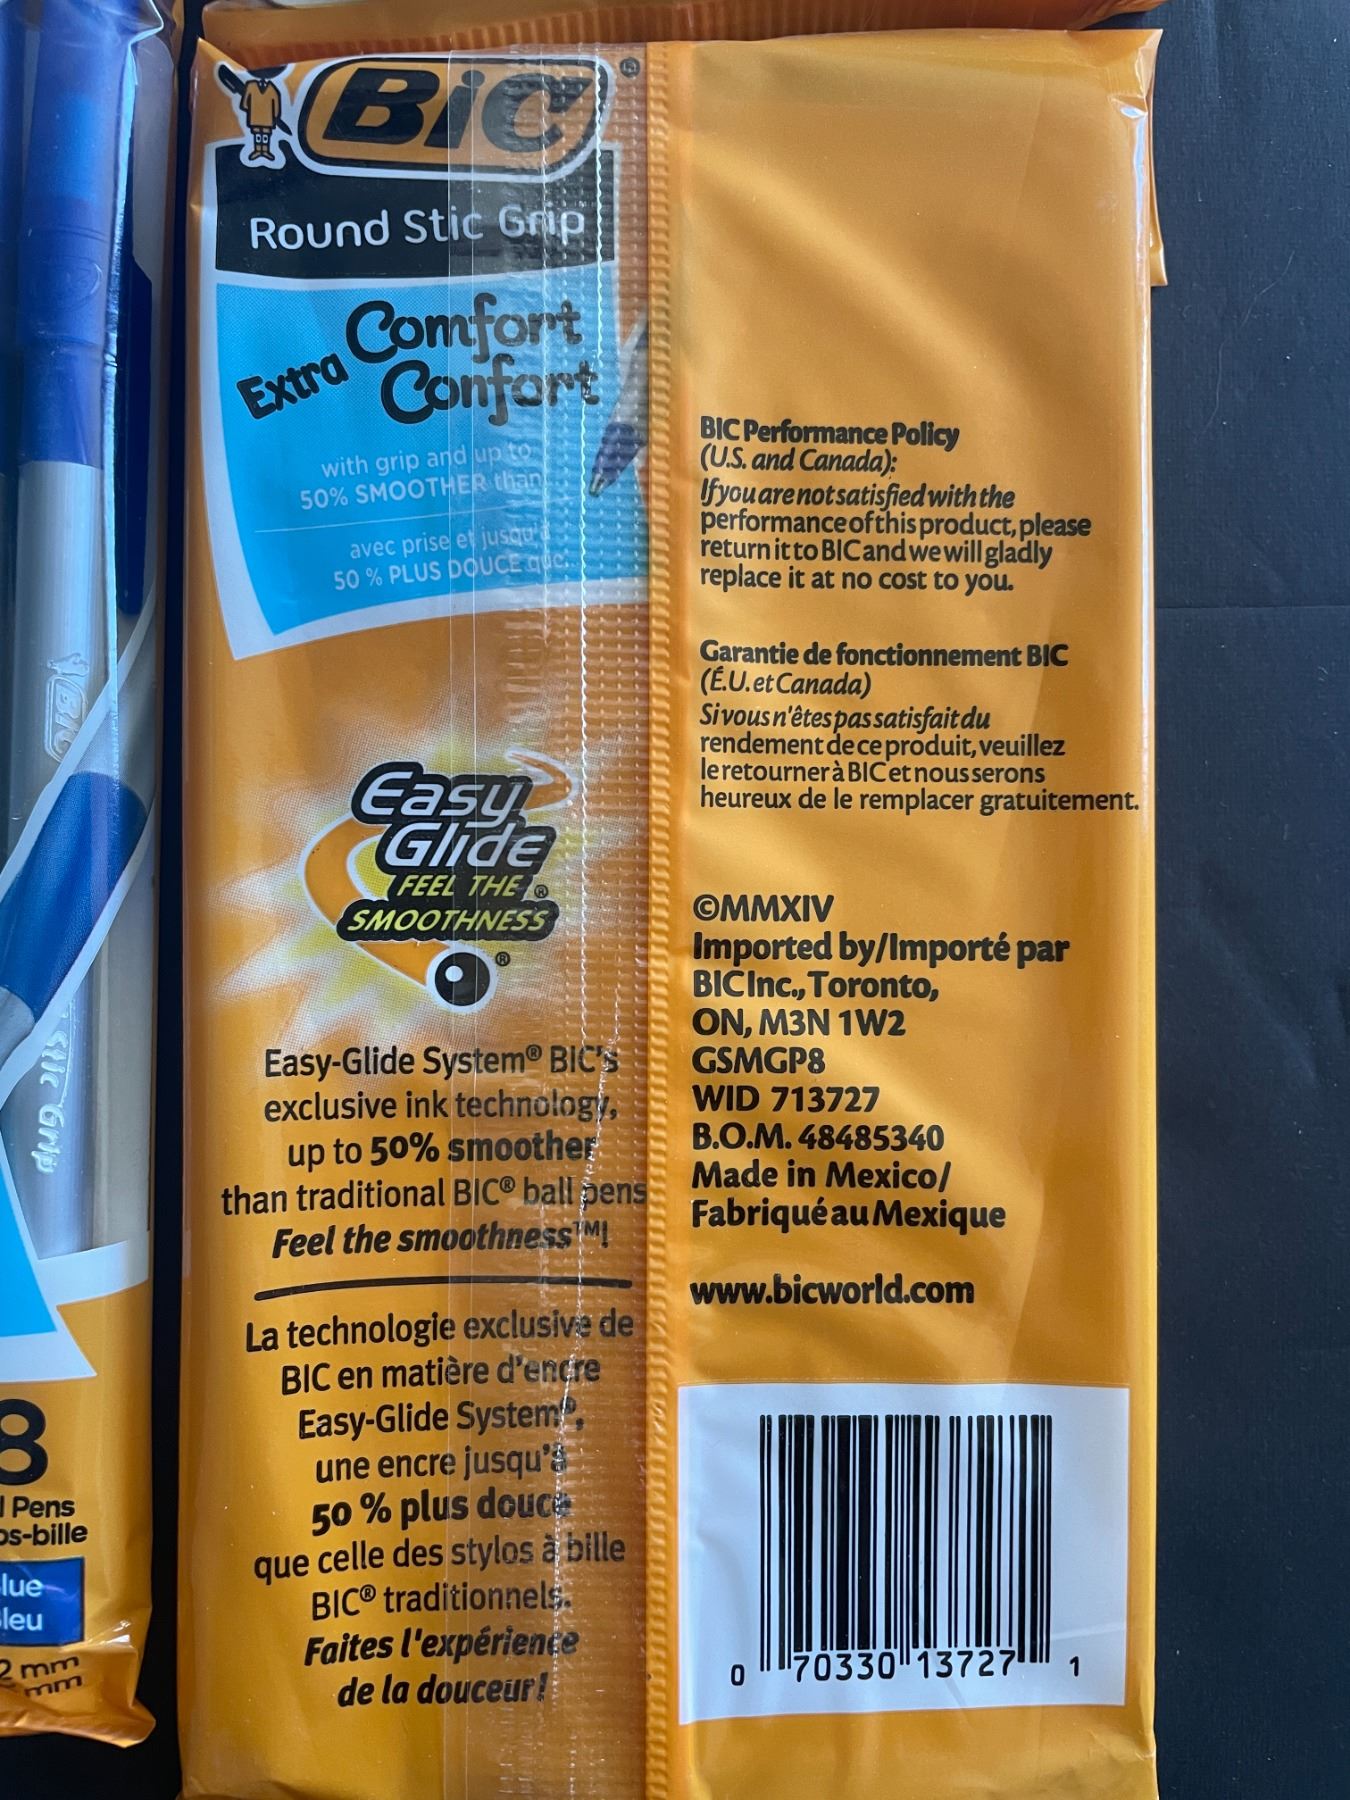 BIC®
Round Stic Grip
Comfort
Extra Confort
with grip and up to
50% SMOOTHER than
avec prise et jusqu'à
50 % PLUS DOUCE que
Easy
Glide
FEEL THE ®
SMOOTHNESS
®
Easy-Glide System® BIC's
exclusive ink technology,
up to 50% smoother
than traditional BIC® ball pens
Feel the smoothness™!
La technologie exclusive de
BIC en matière d'encre
Easy-Glide System®,
une encre jusqu'à
50 % plus douce
que celle des stylos à bille
BIC® traditionnels.
Faites l'expérience
de la douceur!
BIC Performance Policy
(U.S. and Canada):
If you are not satisfied with the
performance of this product, please
return it to BIC and we will gladly
replace it at no cost to you.
Garantie de fonctionnement BIC
(É.U. et Canada)
Si vous n'êtes pas satisfait du
rendement de ce produit, veuillez
le retourner à BIC et nous serons
heureux de le remplacer gratuitement.
©MMXIV
Imported by/Importé par
BIC Inc., Toronto,
ON, M3N 1W2
GSMGP8
WID 713727
B.O.M. 48485340
Made in Mexico/
Fabriqué au Mexique
www.bicworld.com
0 70330 13727 1
BIC
Stic Grip
8
l Pens
os-bille
lue
leu
2 mm
mm